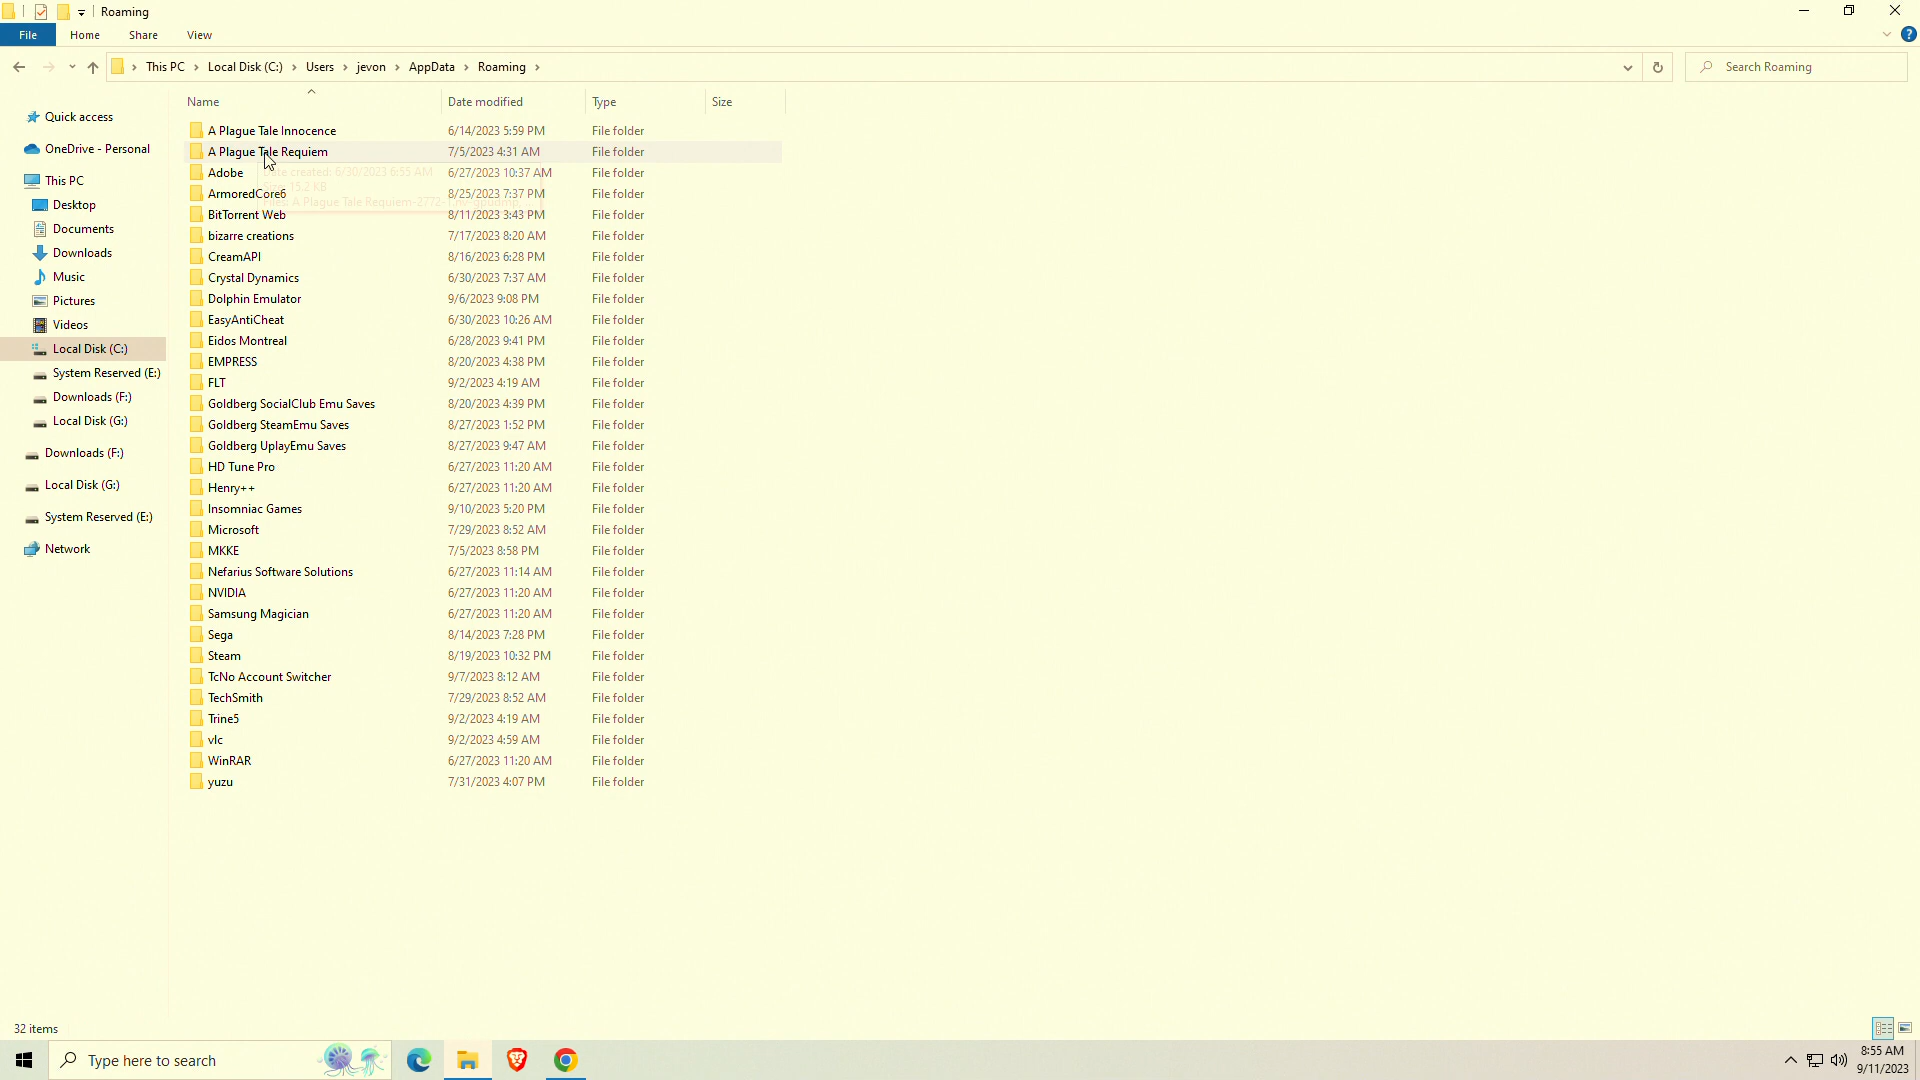 Roaming
File Home Share View
This PC Local Disk (C:) Users jevon AppData Roaming
Search Roaming
Name Date modified Type Size
Quick access
OneDrive - Personal
This PC
Desktop
Documents
Downloads
Music
Pictures
Videos
Local Disk (C:)
System Reserved (E:)
Downloads (F:)
Local Disk (G:)
Downloads (F:)
Local Disk (G:)
System Reserved (E:)
Network
A Plague Tale Innocence 6/14/2023 5:59 PM File folder
A Plague Tale Requiem 7/5/2023 4:31 AM File folder
Adobe 6/27/2023 10:37 AM File folder
Date created: 6/30/2023 6:55 AM
Size: 15.2 KB
Files: A Plague Tale Requiem-2772-
ArmoredCore6 8/25/2023 7:37 PM File folder
BitTorrent Web 8/11/2023 3:43 PM File folder
bizarre creations 7/17/2023 8:20 AM File folder
CreamAPI 8/16/2023 6:28 PM File folder
Crystal Dynamics 6/30/2023 7:37 AM File folder
Dolphin Emulator 9/6/2023 9:08 PM File folder
EasyAntiCheat 6/30/2023 10:26 AM File folder
Eidos Montreal 6/28/2023 9:41 PM File folder
EMPRESS 8/20/2023 4:38 PM File folder
FLT 9/2/2023 4:19 AM File folder
Goldberg SocialClub Emu Saves 8/20/2023 4:39 PM File folder
Goldberg SteamEmu Saves 8/27/2023 1:52 PM File folder
Goldberg UplayEmu Saves 8/27/2023 9:47 AM File folder
HD Tune Pro 6/27/2023 11:20 AM File folder
Henry++ 6/27/2023 11:20 AM File folder
Insomniac Games 9/10/2023 5:20 PM File folder
Microsoft 7/29/2023 8:52 AM File folder
MKKE 7/5/2023 8:58 PM File folder
Nefarius Software Solutions 6/27/2023 11:14 AM File folder
NVIDIA 6/27/2023 11:20 AM File folder
Samsung Magician 6/27/2023 11:20 AM File folder
Sega 8/14/2023 7:28 PM File folder
Steam 8/19/2023 10:32 PM File folder
TcNo Account Switcher 9/7/2023 8:12 AM File folder
TechSmith 7/29/2023 8:52 AM File folder
Trine5 9/2/2023 4:19 AM File folder
vlc 9/2/2023 4:59 AM File folder
WinRAR 6/27/2023 11:20 AM File folder
yuzu 7/31/2023 4:07 PM File folder
32 items
Type here to search
8:55 AM
9/11/2023